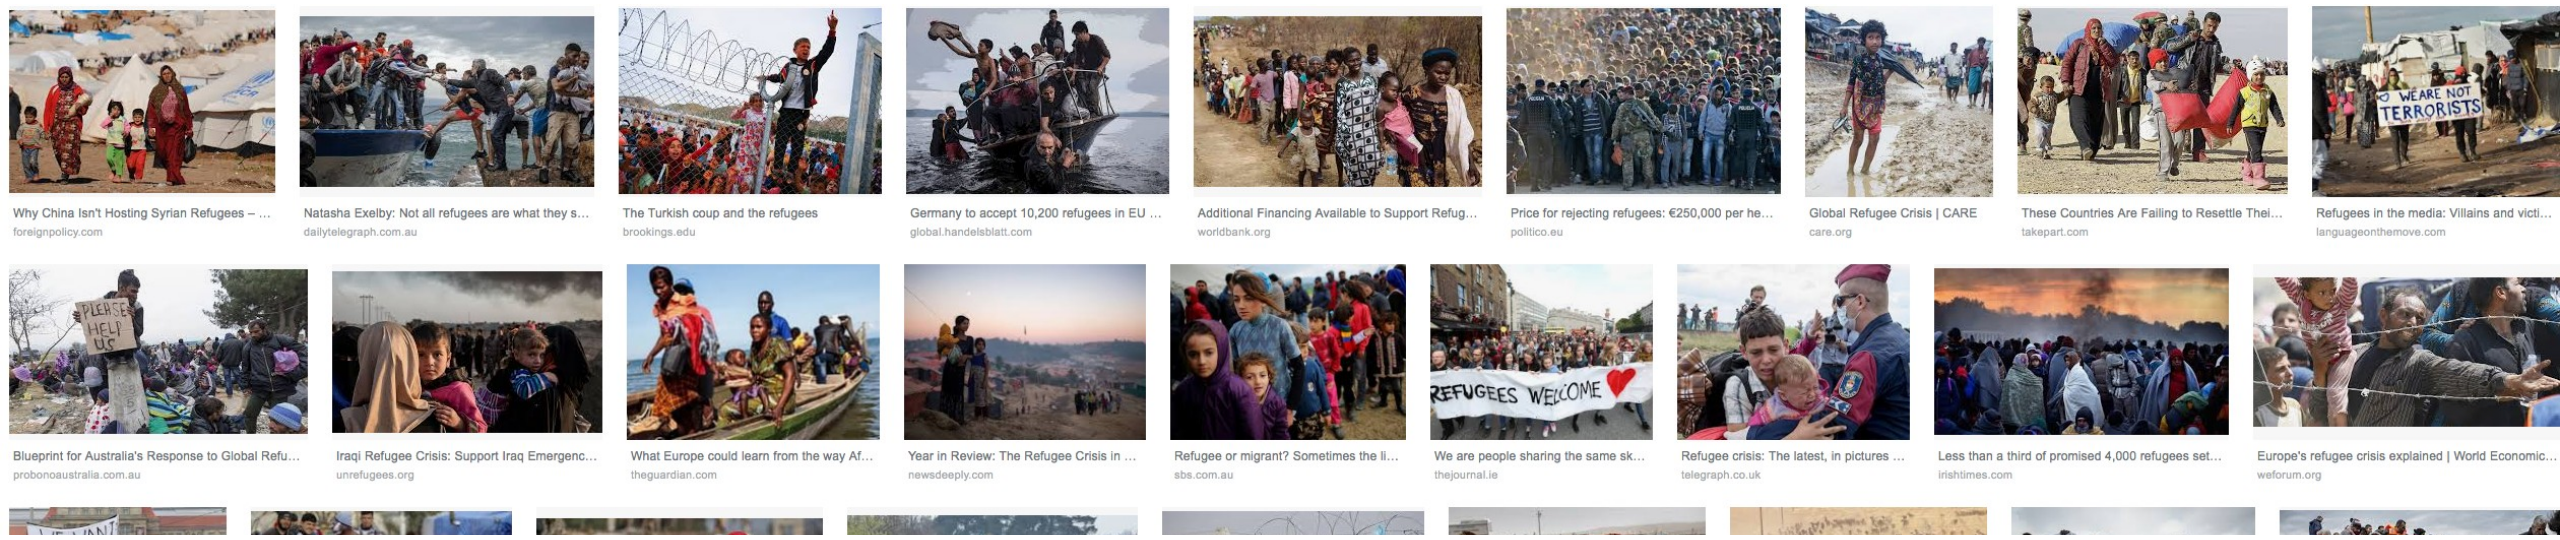 WE ARE NOT
TERRORISTS
Why China Isn't Hosting Syrian Refugees – ...
foreignpolicy.com
Natasha Exelby: Not all refugees are what they s...
dailytelegraph.com.au
The Turkish coup and the refugees
brookings.edu
Germany to accept 10,200 refugees in EU ...
global.handelsblatt.com
Additional Financing Available to Support Refug...
worldbank.org
Price for rejecting refugees: €250,000 per he...
politico.eu
Global Refugee Crisis | CARE
care.org
These Countries Are Failing to Resettle Thei...
takepart.com
Refugees in the media: Villains and victi...
languageonthemove.com
PLEASE
HELP
US
REFUGEES WELCOME
Blueprint for Australia's Response to Global Refu...
probonoaustralia.com.au
Iraqi Refugee Crisis: Support Iraq Emergenc...
unrefugees.org
What Europe could learn from the way Af...
theguardian.com
Year in Review: The Refugee Crisis in ...
newsdeeply.com
Refugee or migrant? Sometimes the li...
sbs.com.au
We are people sharing the same sk...
thejournal.ie
Refugee crisis: The latest, in pictures ...
telegraph.co.uk
Less than a third of promised 4,000 refugees set...
irishtimes.com
Europe's refugee crisis explained | World Economic...
weforum.org
WE WANT